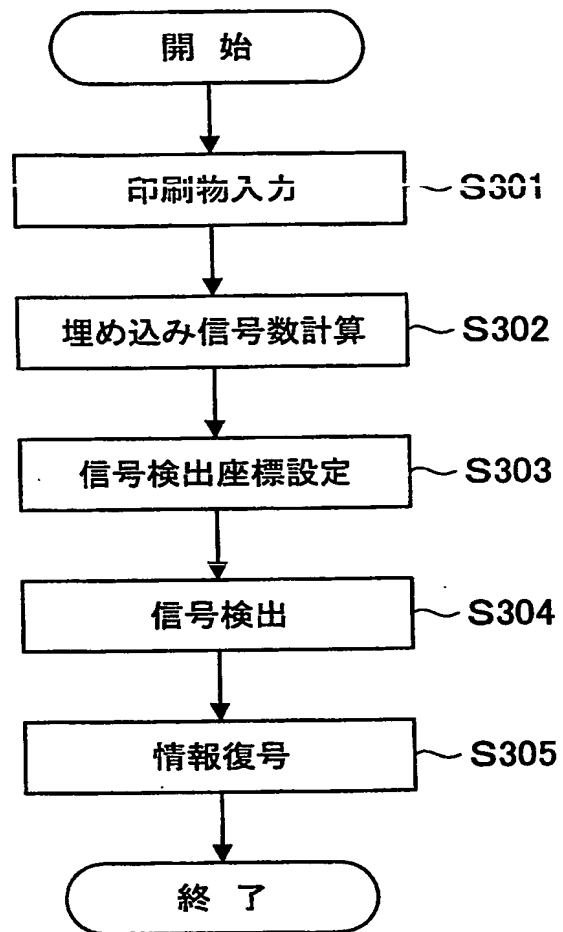 開 始
印刷物入力 S301
埋め込み信号数計算 S302
信号検出座標設定 S303
信号検出 S304
情報復号 S305
終 了